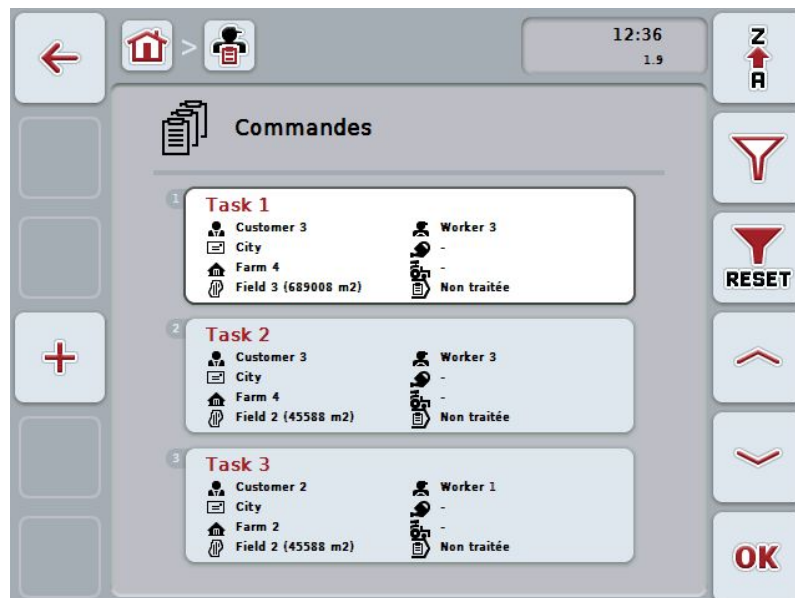 12:36
1.9
Z
A
Commandes
1
Task 1
Customer 3
Worker 3
City
-
Farm 4
-
Field 3 (689008 m2)
Non traitée
RESET
2
Task 2
Customer 3
Worker 3
City
-
Farm 4
-
Field 2 (45588 m2)
Non traitée
3
Task 3
Customer 2
Worker 1
City
-
Farm 2
-
Field 2 (45588 m2)
Non traitée
OK